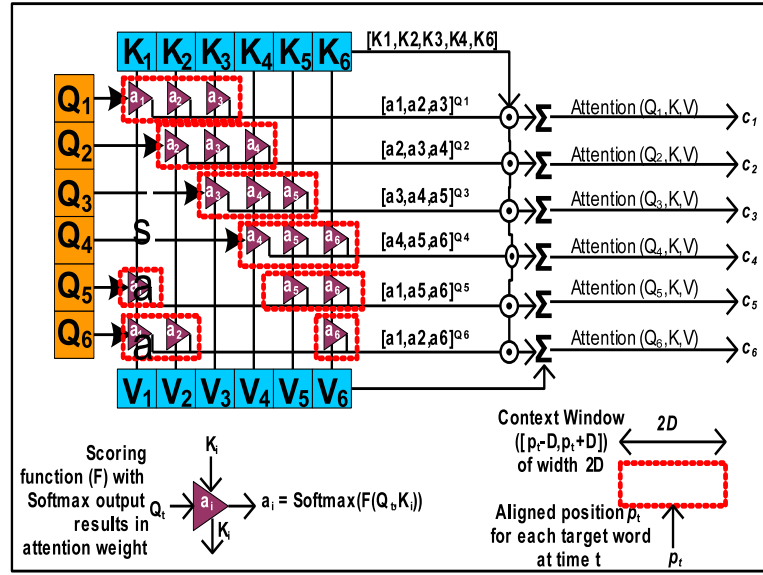 K1 K2 K3 K4 K5 K6
[K1,K2,K3,K4,K6]
Q1 a1 a2 a3 [a1,a2,a3]Q1 Σ Attention (Q1,K,V) c1
Q2 a2 a3 a4 [a2,a3,a4]Q2 Σ Attention (Q2,K,V) c2
Q3 a3 a4 a5 [a3,a4,a5]Q3 Σ Attention (Q3,K,V) c3
Q4 s a4 a5 a6 [a4,a5,a6]Q4 Σ Attention (Q4,K,V) c4
Q5 a a5 a6 [a1,a5,a6]Q5 Σ Attention (Q5,K,V) c5
Q6 a a2 a6 [a1,a2,a6]Q6 Σ Attention (Q6,K,V) c6
V1 V2 V3 V4 V5 V6
Scoring
function (F) with
Softmax output
results in
attention weight
Ki
Qt
ai
Ki
ai = Softmax(F(Qt,Ki))
Context Window
([pt-D,pt+D])
of width 2D
2D
Aligned position pt
for each target word
at time t
pt